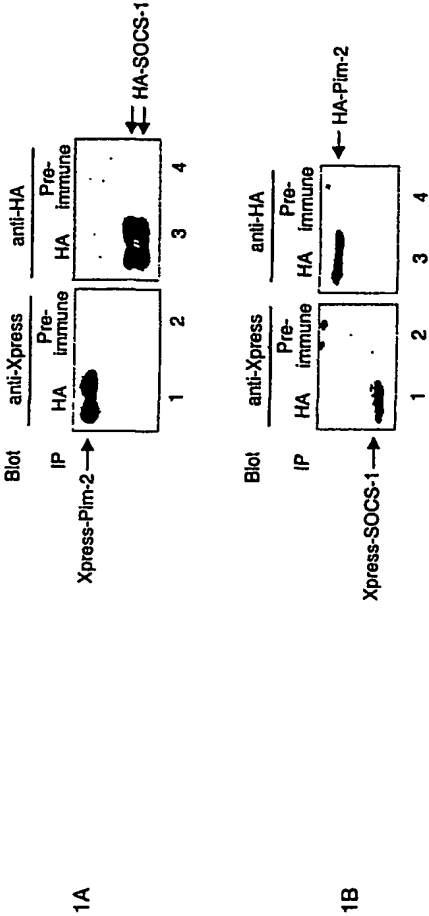 1A
Blot anti-Xpress anti-HA
IP HA Pre-immune HA Pre-immune
Xpress-Pim-2
HA-SOCS-1
1 2 3 4
1B
Blot anti-Xpress anti-HA
IP HA Pre-immune HA Pre-immune
HA-Pim-2
Xpress-SOCS-1
1 2 3 4